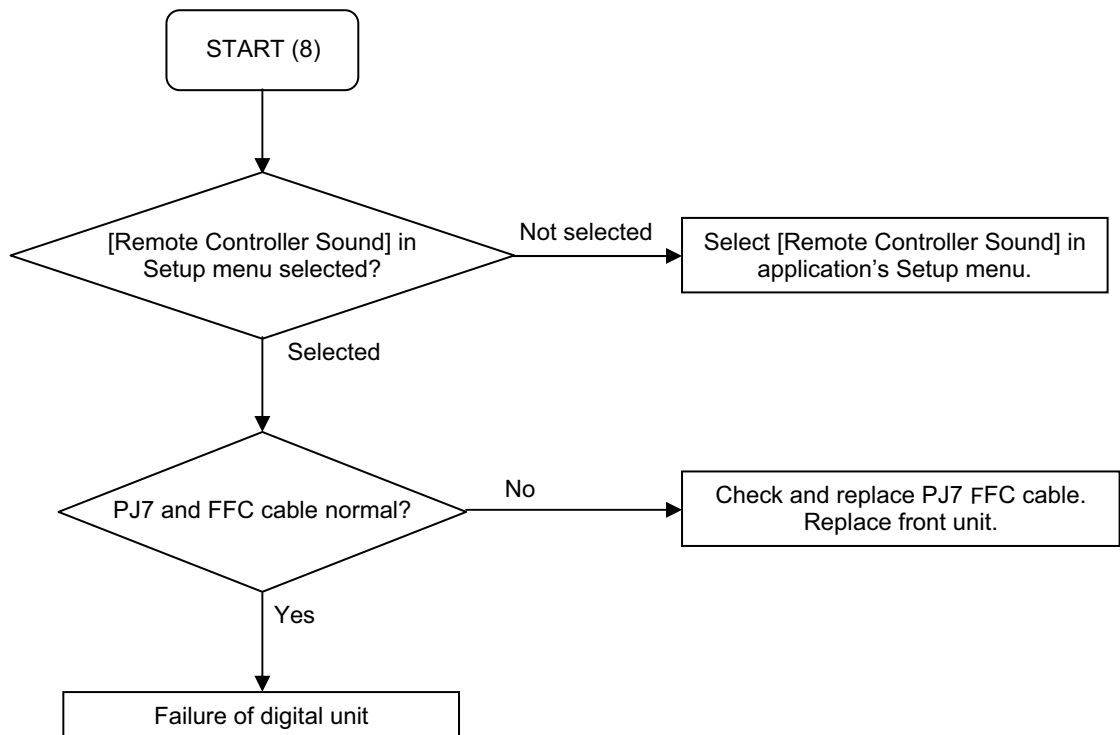 START (8)
[Remote Controller Sound] in
Setup menu selected?
Not selected
Select [Remote Controller Sound] in
application's Setup menu.
Selected
PJ7 and FFC cable normal?
No
Check and replace PJ7 FFC cable.
Replace front unit.
Yes
Failure of digital unit